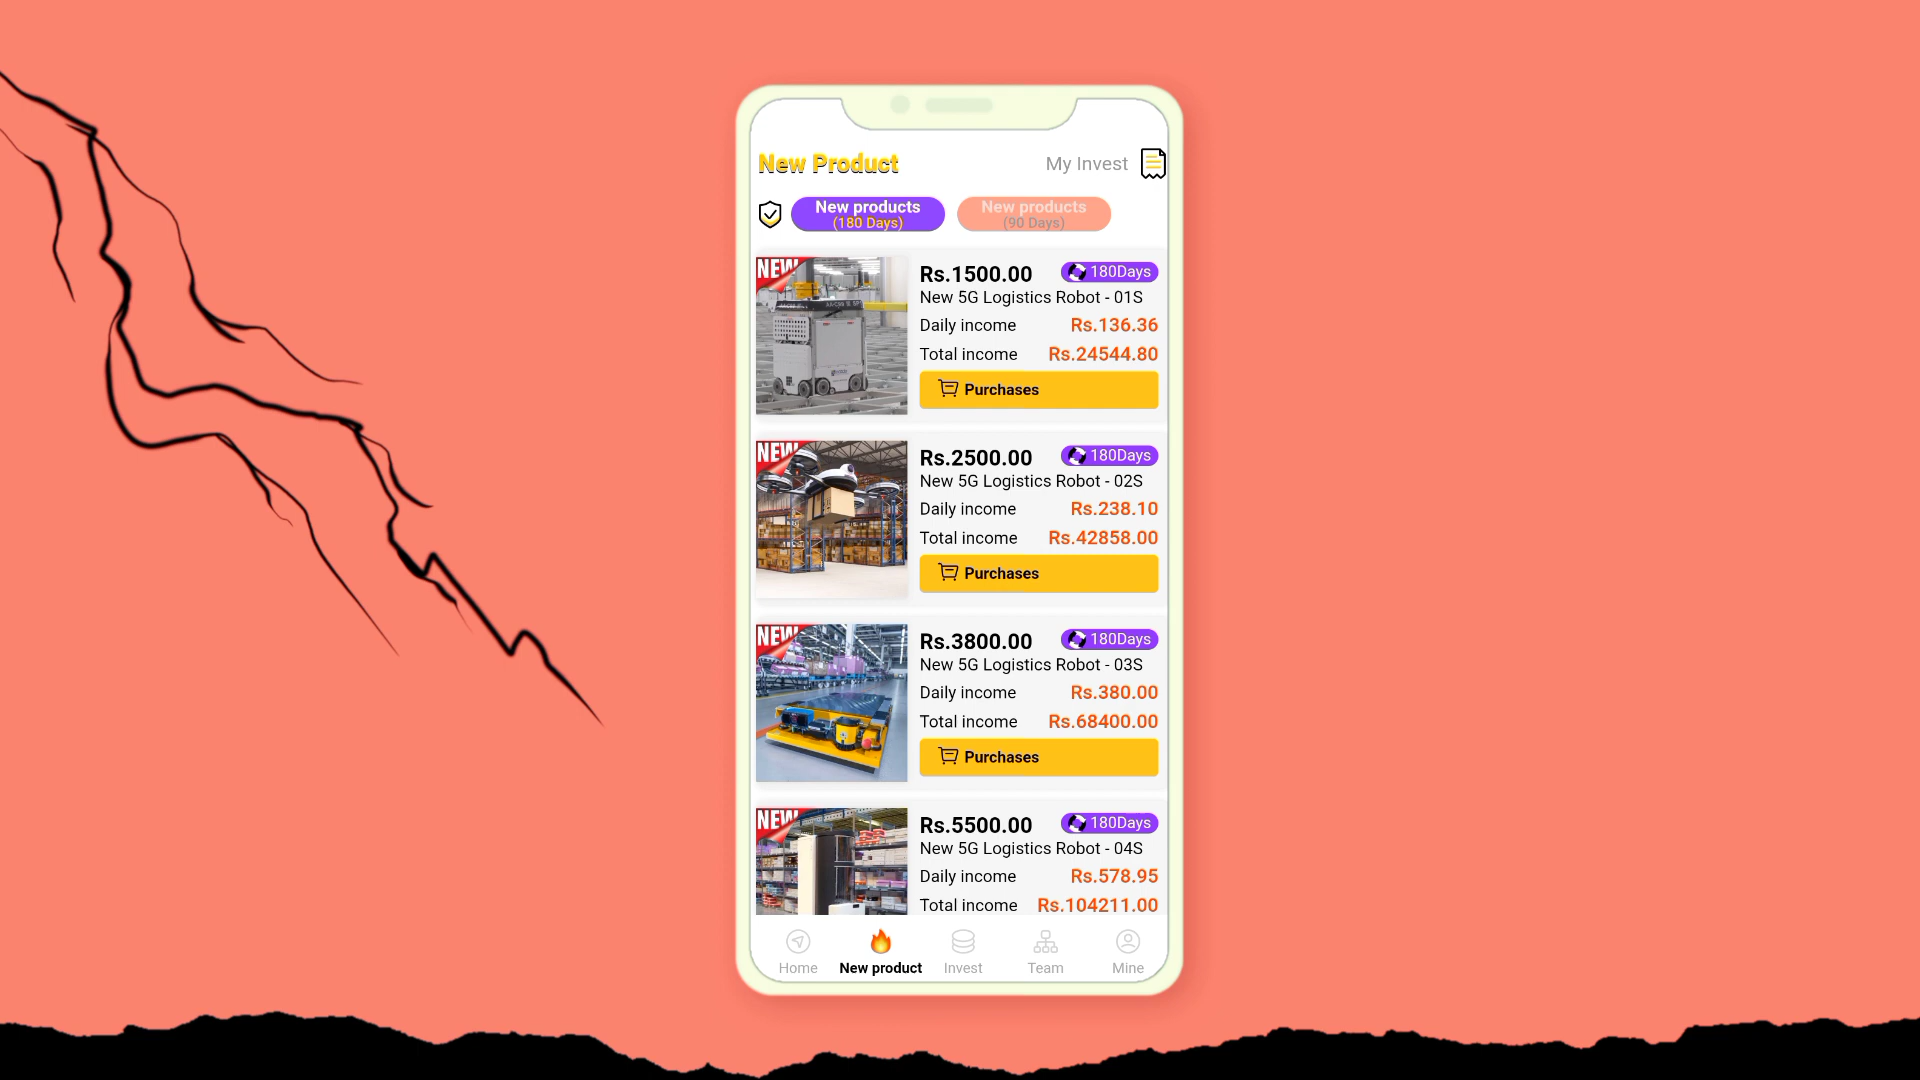 New Product
My Invest
New products
(180 Days)
New products
(90 Days)
NEW
Rs.1500.00
180Days
New 5G Logistics Robot - 01S
Daily income Rs.136.36
Total income Rs.24544.80
Purchases
NEW
Rs.2500.00
180Days
New 5G Logistics Robot - 02S
Daily income Rs.238.10
Total income Rs.42858.00
Purchases
NEW
Rs.3800.00
180Days
New 5G Logistics Robot - 03S
Daily income Rs.380.00
Total income Rs.68400.00
Purchases
NEW
Rs.5500.00
180Days
New 5G Logistics Robot - 04S
Daily income Rs.578.95
Total income Rs.104211.00
Home
New product
Invest
Team
Mine